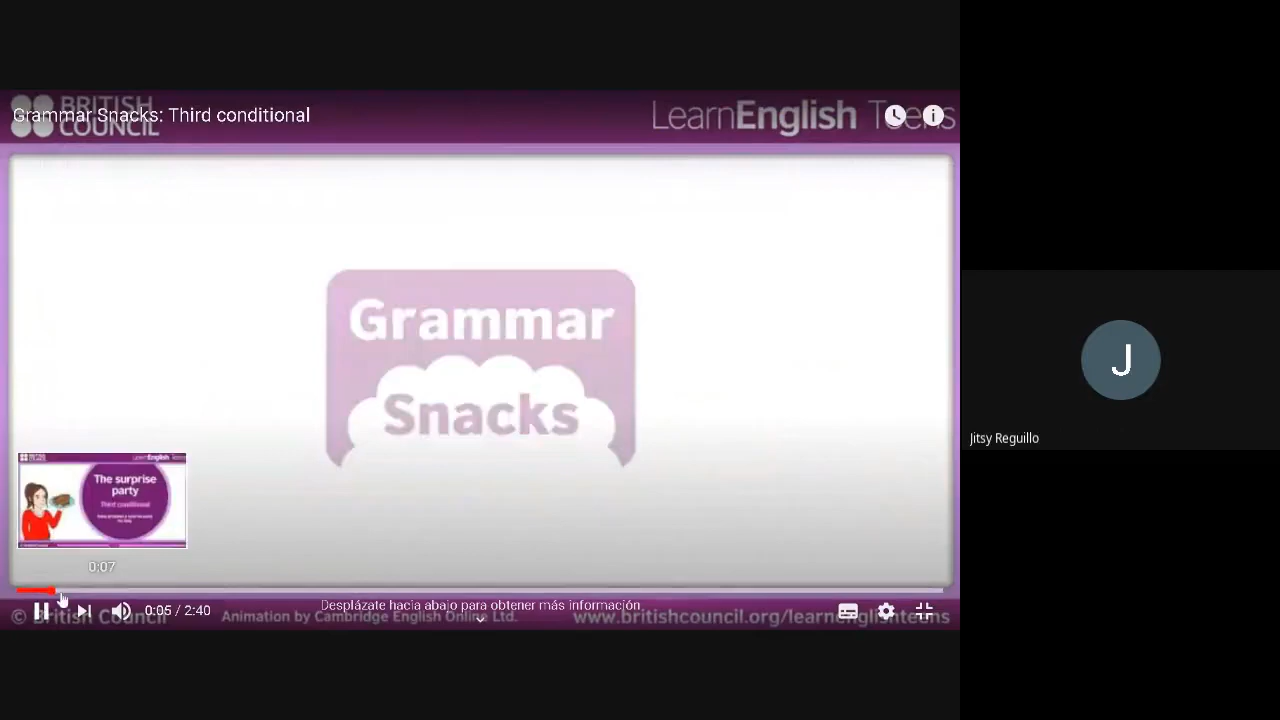 BRITISH
COUNCIL
Grammar Snacks: Third conditional
LearnEnglish Teens
Grammar
Snacks
The surprise
party
Third conditional
0:07
0:05 / 2:40
Desplázate hacia abajo para obtener más información
© British Council
Animation by Cambridge English Online Ltd.
www.britishcouncil.org/learnenglishteens
J
Jitsy Reguillo